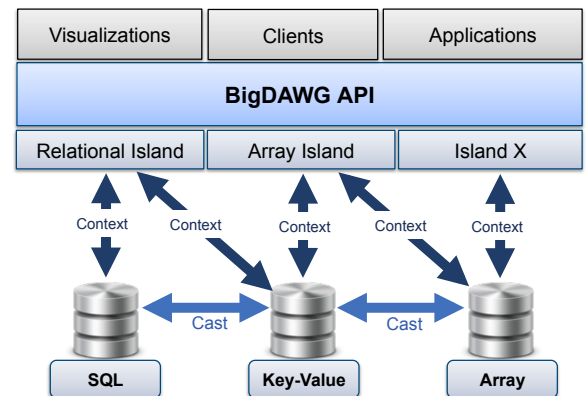 Visualizations
Clients
Applications
BigDAWG API
Relational Island
Array Island
Island X
Context
Context
Context
Context
Context
Cast
Cast
SQL
Key-Value
Array